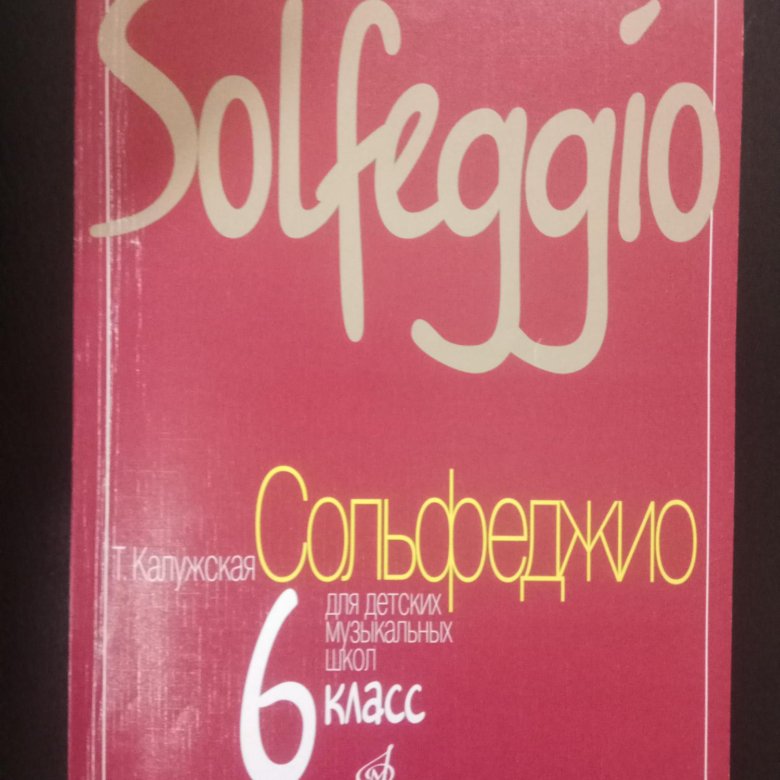 Solfeggio
Т. Калужская
Сольфеджио
для детских
музыкальных
школ
6 класс